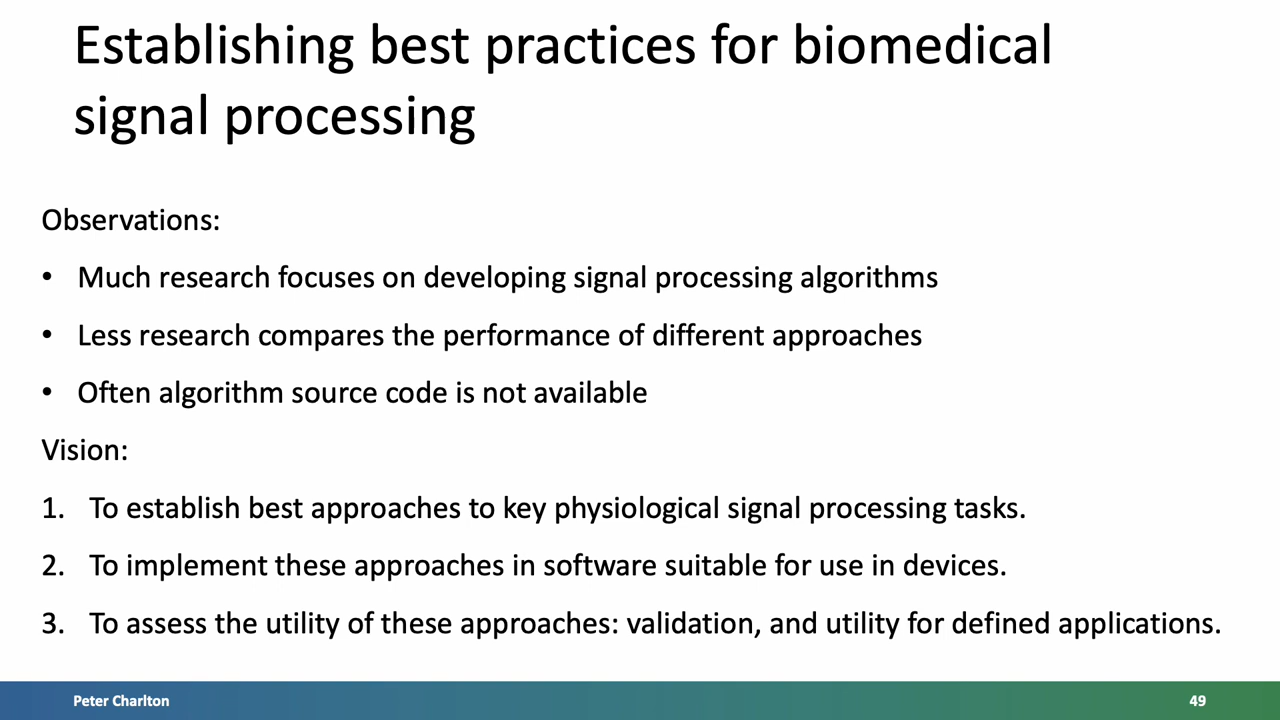 Establishing best practices for biomedical
signal processing
Observations:
• Much research focuses on developing signal processing algorithms
• Less research compares the performance of different approaches
• Often algorithm source code is not available
Vision:
1. To establish best approaches to key physiological signal processing tasks.
2. To implement these approaches in software suitable for use in devices.
3. To assess the utility of these approaches: validation, and utility for defined applications.
Peter Charlton
49